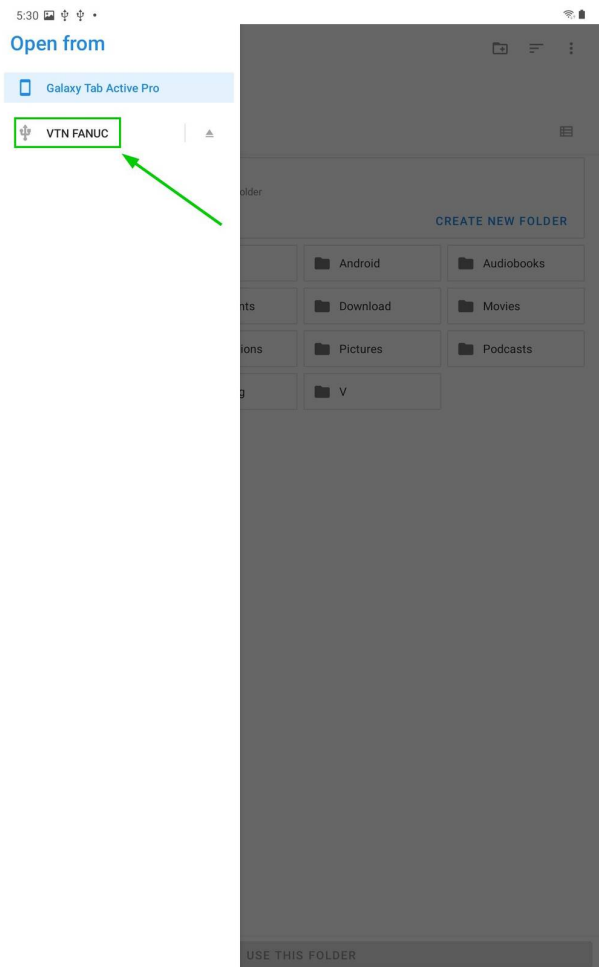 5:30
Open from
Galaxy Tab Active Pro
VTN FANUC
older
CREATE NEW FOLDER
Android
Audiobooks
nts
Download
Movies
ions
Pictures
Podcasts
g
V
USE THIS FOLDER